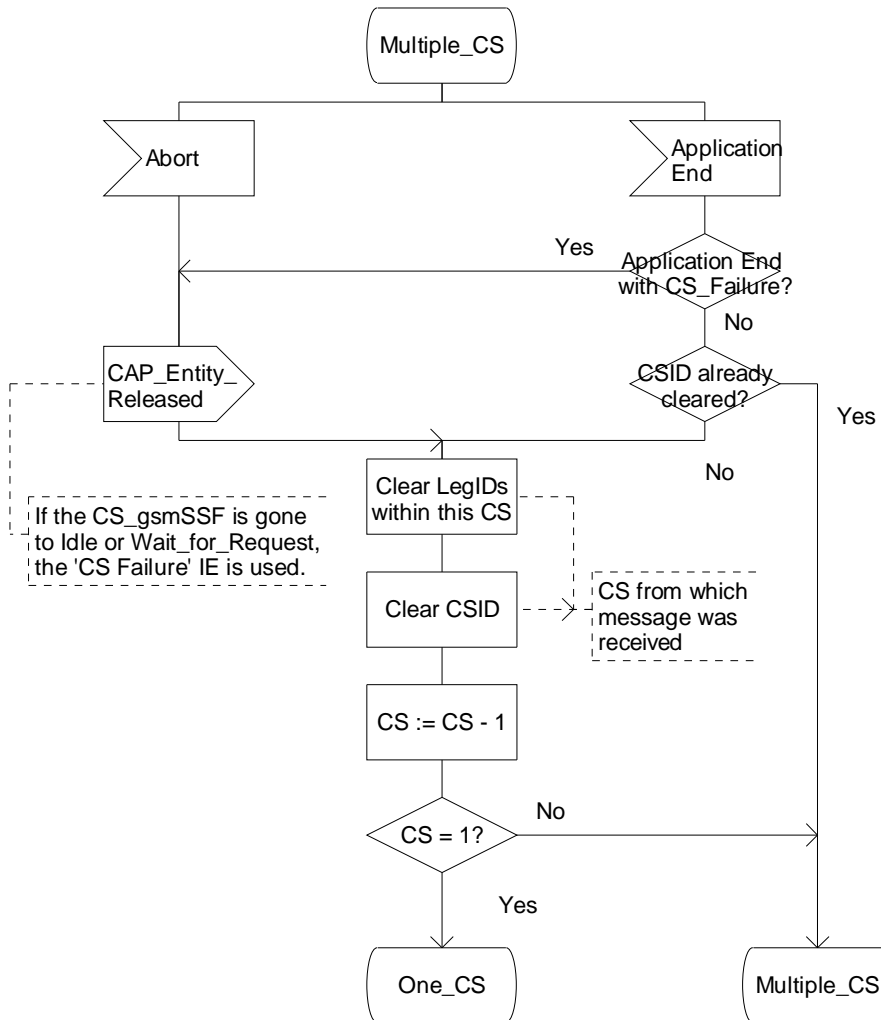 Multiple_CS
Abort
Application
End
Yes
Application End
with CS_Failure?
No
CAP_Entity_
Released
CSID already
cleared?
Yes
No
Clear LegIDs
within this CS
If the CS_gsmSSF is gone
to Idle or Wait_for_Request,
the 'CS Failure' IE is used.
Clear CSID
CS from which
message was
received
CS := CS - 1
CS = 1?
No
Yes
One_CS
Multiple_CS